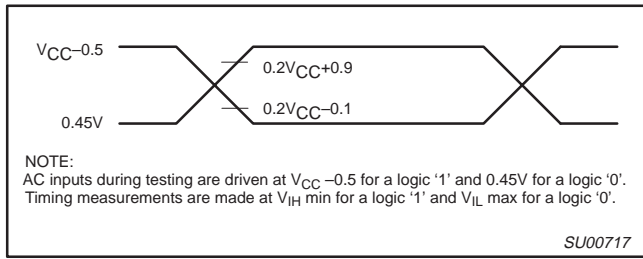 VCC–0.5
0.2VCC+0.9
0.2VCC–0.1
0.45V
NOTE:
AC inputs during testing are driven at VCC –0.5 for a logic ‘1’ and 0.45V for a logic ‘0’.
Timing measurements are made at VIH min for a logic ‘1’ and VIL max for a logic ‘0’.
SU00717